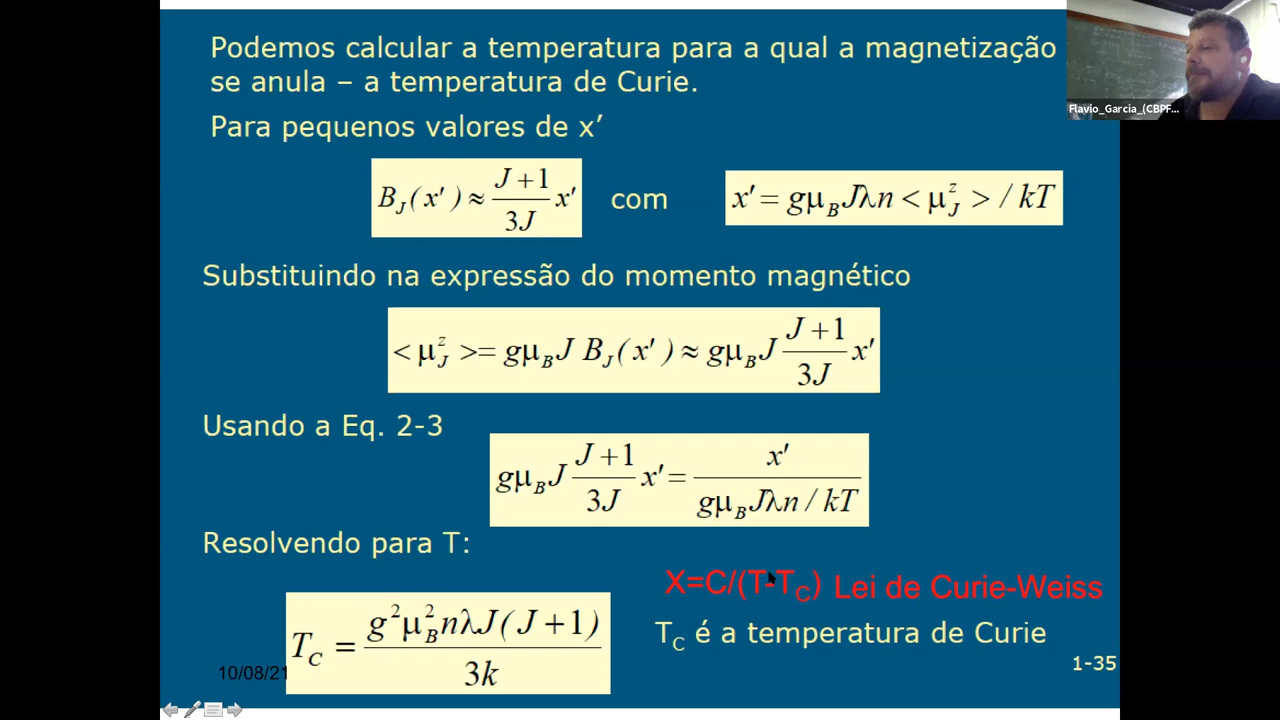 Podemos calcular a temperatura para a qual a magnetização
se anula – a temperatura de Curie.
Flavio_Garcia_(CBPF...
Para pequenos valores de x’
B_J(x′) ≈ (J+1)/(3J) x′ com x′ = gμ_B Jλn < μ_J^z > / kT
Substituindo na expressão do momento magnético
< μ_J^z >= gμ_B J B_J(x′) ≈ gμ_B J (J+1)/(3J) x′
Usando a Eq. 2-3
gμ_B J (J+1)/(3J) x′ = x′/(gμ_B Jλn / kT)
Resolvendo para T:
X=C/(T-T_C) Lei de Curie-Weiss
T_C = g²μ_B²nλJ(J+1)/(3k)
T_C é a temperatura de Curie
10/08/21
1-35